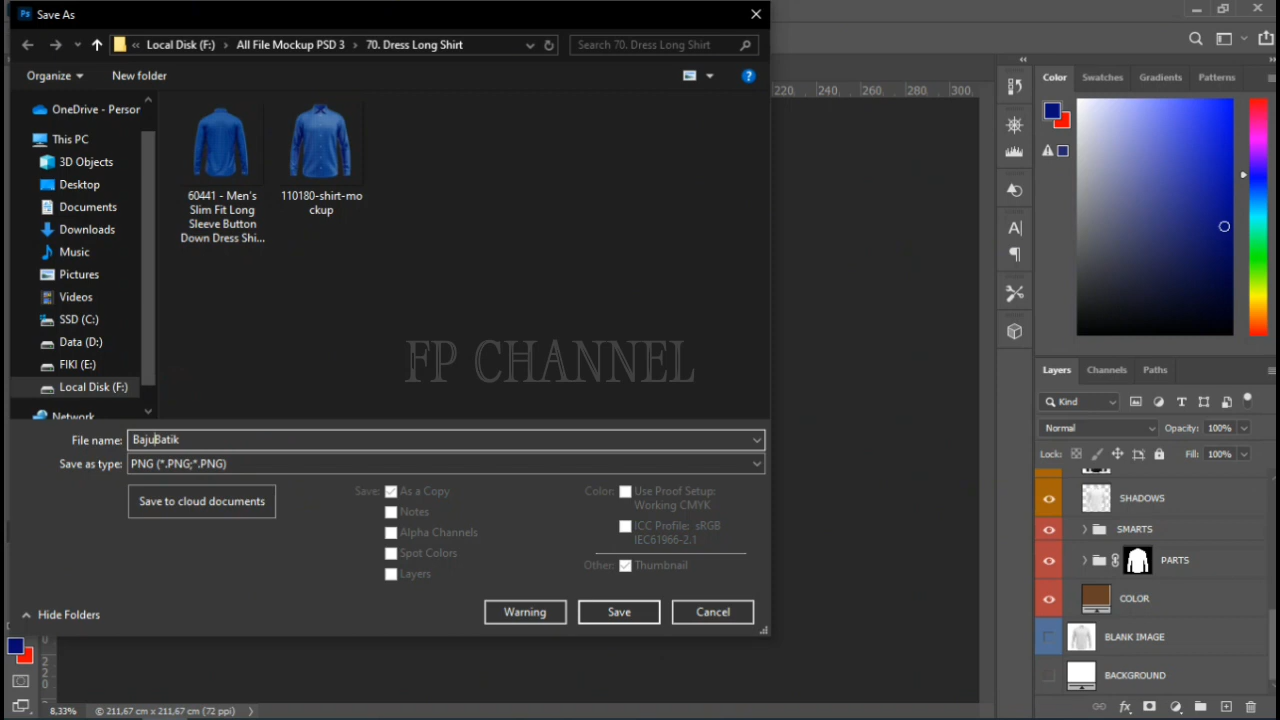 Ps Save As
« Local Disk (F:) › All File Mockup PSD 3 › 70. Dress Long Shirt
Search 70. Dress Long Shirt
Organize
New folder
?
OneDrive - Person
This PC
3D Objects
Desktop
Documents
Downloads
Music
Pictures
Videos
SSD (C:)
Data (D:)
FIKI (E:)
Local Disk (F:)
Network
60441 - Men's
Slim Fit Long
Sleeve Button
Down Dress Shi...
110180-shirt-mo
ckup
FP CHANNEL
File name: BajuBatik
Save as type: PNG (*.PNG;*.PNG)
Save to cloud documents
Save: As a Copy
Notes
Alpha Channels
Spot Colors
Layers
Color: Use Proof Setup:
Working CMYK
ICC Profile: sRGB
IEC61966-2.1
Other: Thumbnail
Hide Folders
Warning
Save
Cancel
220 240 260 280 300
0
2
2
0
8,33%
© 211,67 cm x 211,67 cm (72 ppi)
Color
Swatches
Gradients
Patterns
Layers
Channels
Paths
Kind
Normal
Opacity: 100%
Lock:
Fill: 100%
SHADOWS
SMARTS
PARTS
COLOR
BLANK IMAGE
BACKGROUND
fx